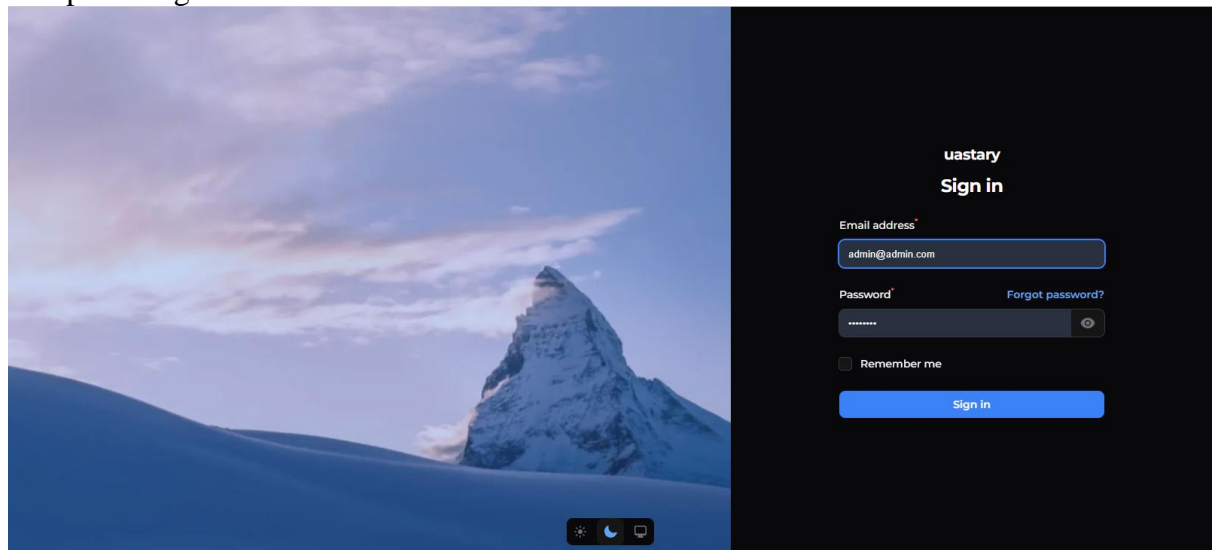 uastary
Sign in
Email address*
admin@admin.com
Password*
Forgot password?
••••••••
Remember me
Sign in